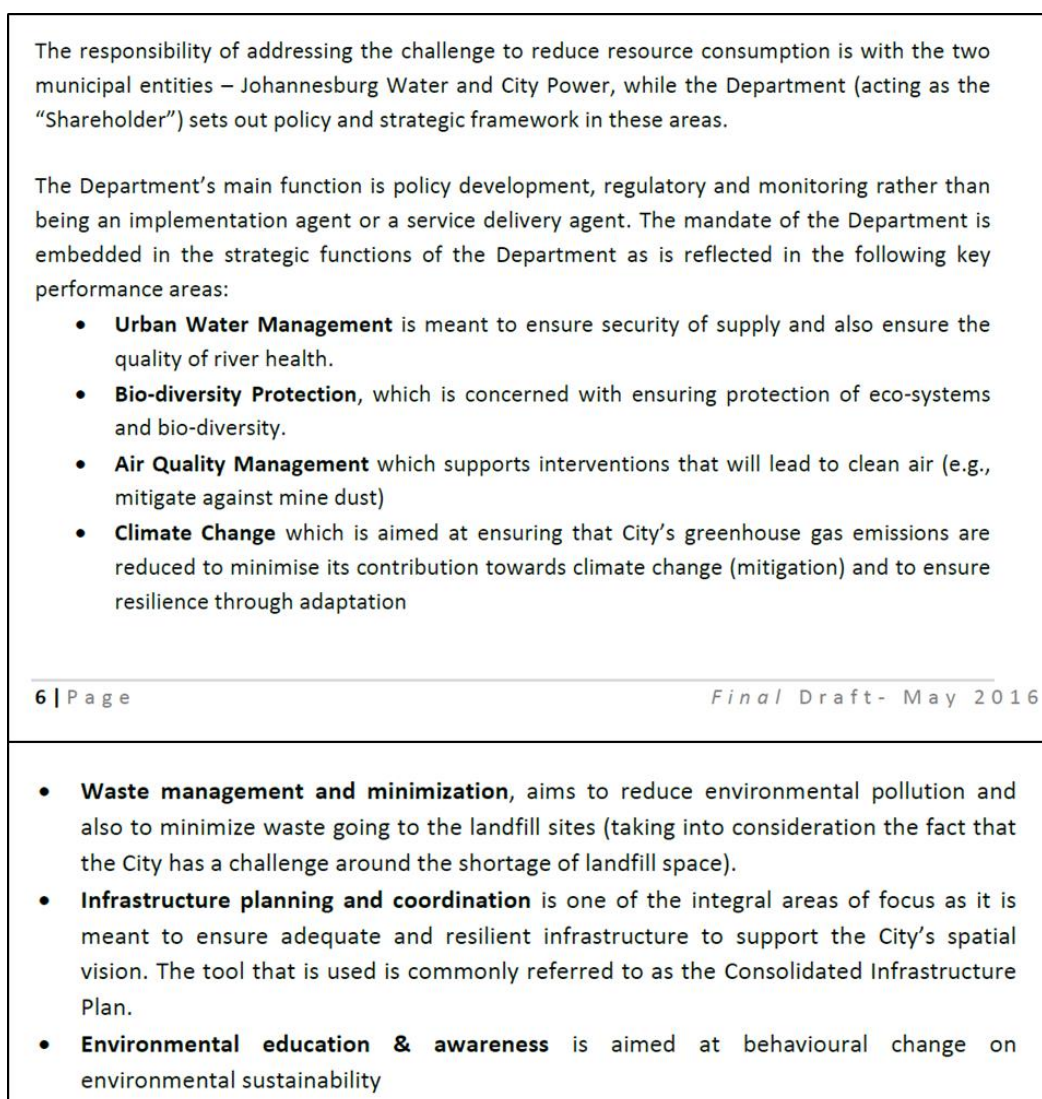 The responsibility of addressing the challenge to reduce resource consumption is with the two
municipal entities – Johannesburg Water and City Power, while the Department (acting as the
“Shareholder”) sets out policy and strategic framework in these areas.
The Department’s main function is policy development, regulatory and monitoring rather than
being an implementation agent or a service delivery agent. The mandate of the Department is
embedded in the strategic functions of the Department as is reflected in the following key
performance areas:
• Urban Water Management is meant to ensure security of supply and also ensure the
quality of river health.
• Bio-diversity Protection, which is concerned with ensuring protection of eco-systems
and bio-diversity.
• Air Quality Management which supports interventions that will lead to clean air (e.g.,
mitigate against mine dust)
• Climate Change which is aimed at ensuring that City’s greenhouse gas emissions are
reduced to minimise its contribution towards climate change (mitigation) and to ensure
resilience through adaptation
6 | Page Final Draft- May 2016
• Waste management and minimization, aims to reduce environmental pollution and
also to minimize waste going to the landfill sites (taking into consideration the fact that
the City has a challenge around the shortage of landfill space).
• Infrastructure planning and coordination is one of the integral areas of focus as it is
meant to ensure adequate and resilient infrastructure to support the City’s spatial
vision. The tool that is used is commonly referred to as the Consolidated Infrastructure
Plan.
• Environmental education & awareness is aimed at behavioural change on
environmental sustainability